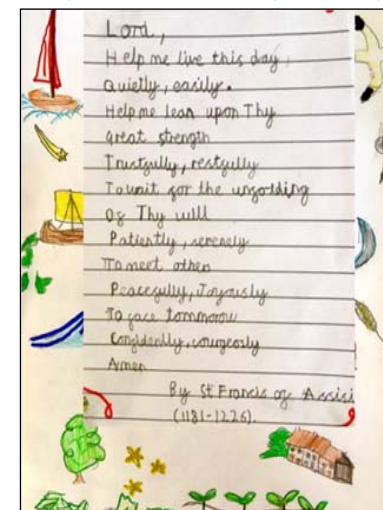 Lord,
Help me live this day,
Quietly, easily.
Help me lean upon Thy
Great strength
Trustfully, restfully
To wait for the unfolding
Of Thy will
Patiently, serenely
To meet others
Peacefully, Joyously
To face tommorow
Confidently, courgeosly
Amen
By St Francis of Assisi
(1181-1226).